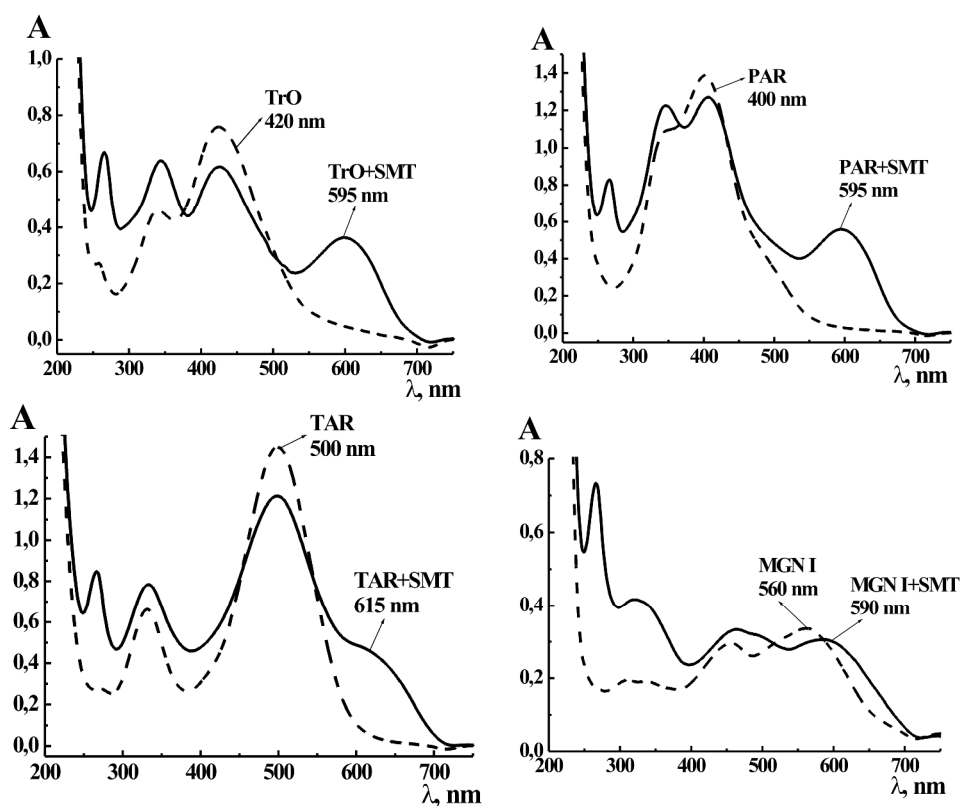 A
1,0
0,8
0,6
0,4
0,2
0,0
200 300 400 500 600 700
λ, nm
TrO
420 nm
TrO+SMT
595 nm
A
1,4
1,2
1,0
0,8
0,6
0,4
0,2
0,0
200 300 400 500 600 700
λ, nm
PAR
400 nm
PAR+SMT
595 nm
A
1,4
1,2
1,0
0,8
0,6
0,4
0,2
0,0
200 300 400 500 600 700
λ, nm
TAR
500 nm
TAR+SMT
615 nm
A
0,8
0,6
0,4
0,2
0,0
200 300 400 500 600 700
λ, nm
MGN I
560 nm
MGN I+SMT
590 nm